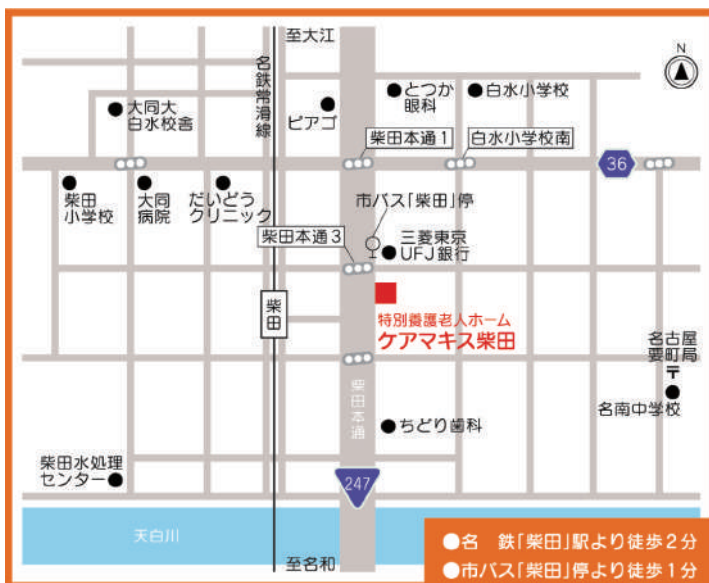 至大江
N
名鉄常滑線
大同大
白水校舎
ピアゴ
とつか
眼科
白水小学校
柴田本通1
白水小学校南
36
柴田
小学校
大同
病院
だいどう
クリニック
市バス「柴田」停
柴田本通3
三菱東京
UFJ銀行
柴田
特別養護老人ホーム
ケアマキス柴田
名古屋
要町局
〒
名南中学校
柴田本通
ちどり歯科
柴田水処理
センター
247
天白川
至名和
●名 鉄「柴田」駅より徒歩2分
●市バス「柴田」停より徒歩1分